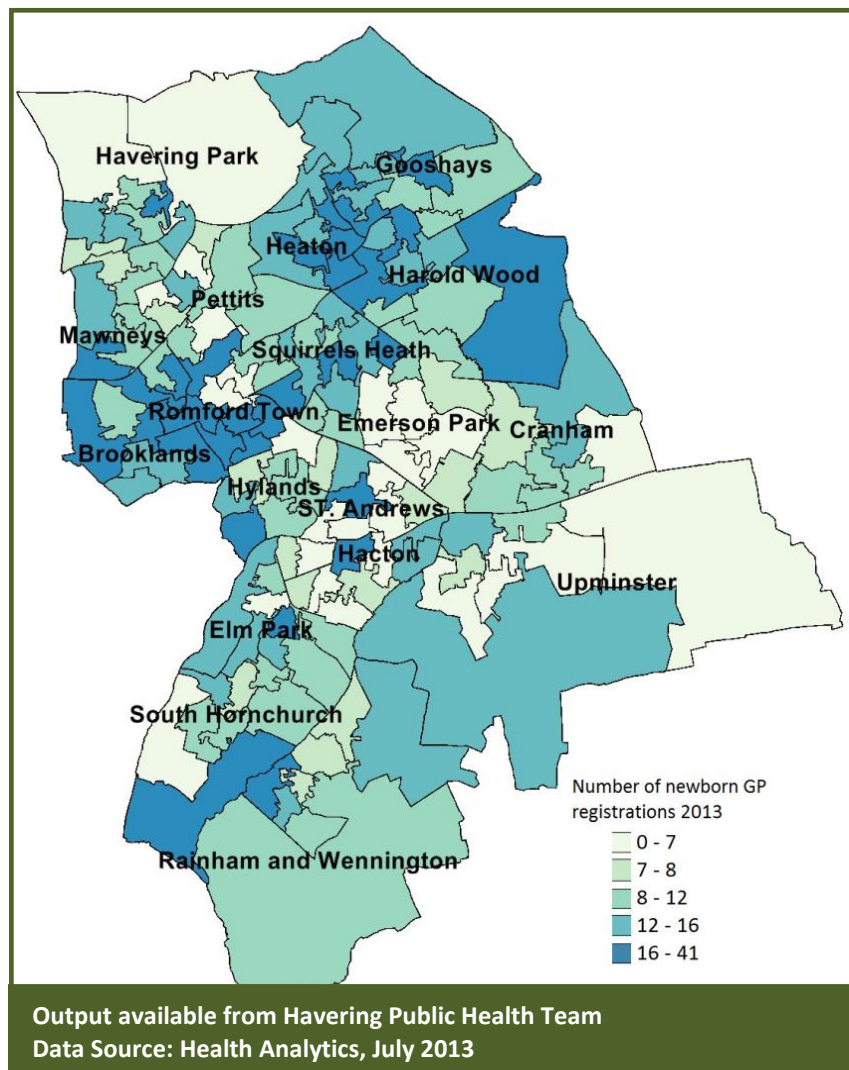 Havering Park
Gooshays
Heaton
Harold Wood
Pettits
Mawneys
Squirrels Heath
Romford Town
Emerson Park
Cranham
Brooklands
Hylands
ST. Andrews
Hacton
Upminster
Elm Park
South Hornchurch
Rainham and Wennington
Number of newborn GP
registrations 2013
0 - 7
7 - 8
8 - 12
12 - 16
16 - 41
Output available from Havering Public Health Team
Data Source: Health Analytics, July 2013